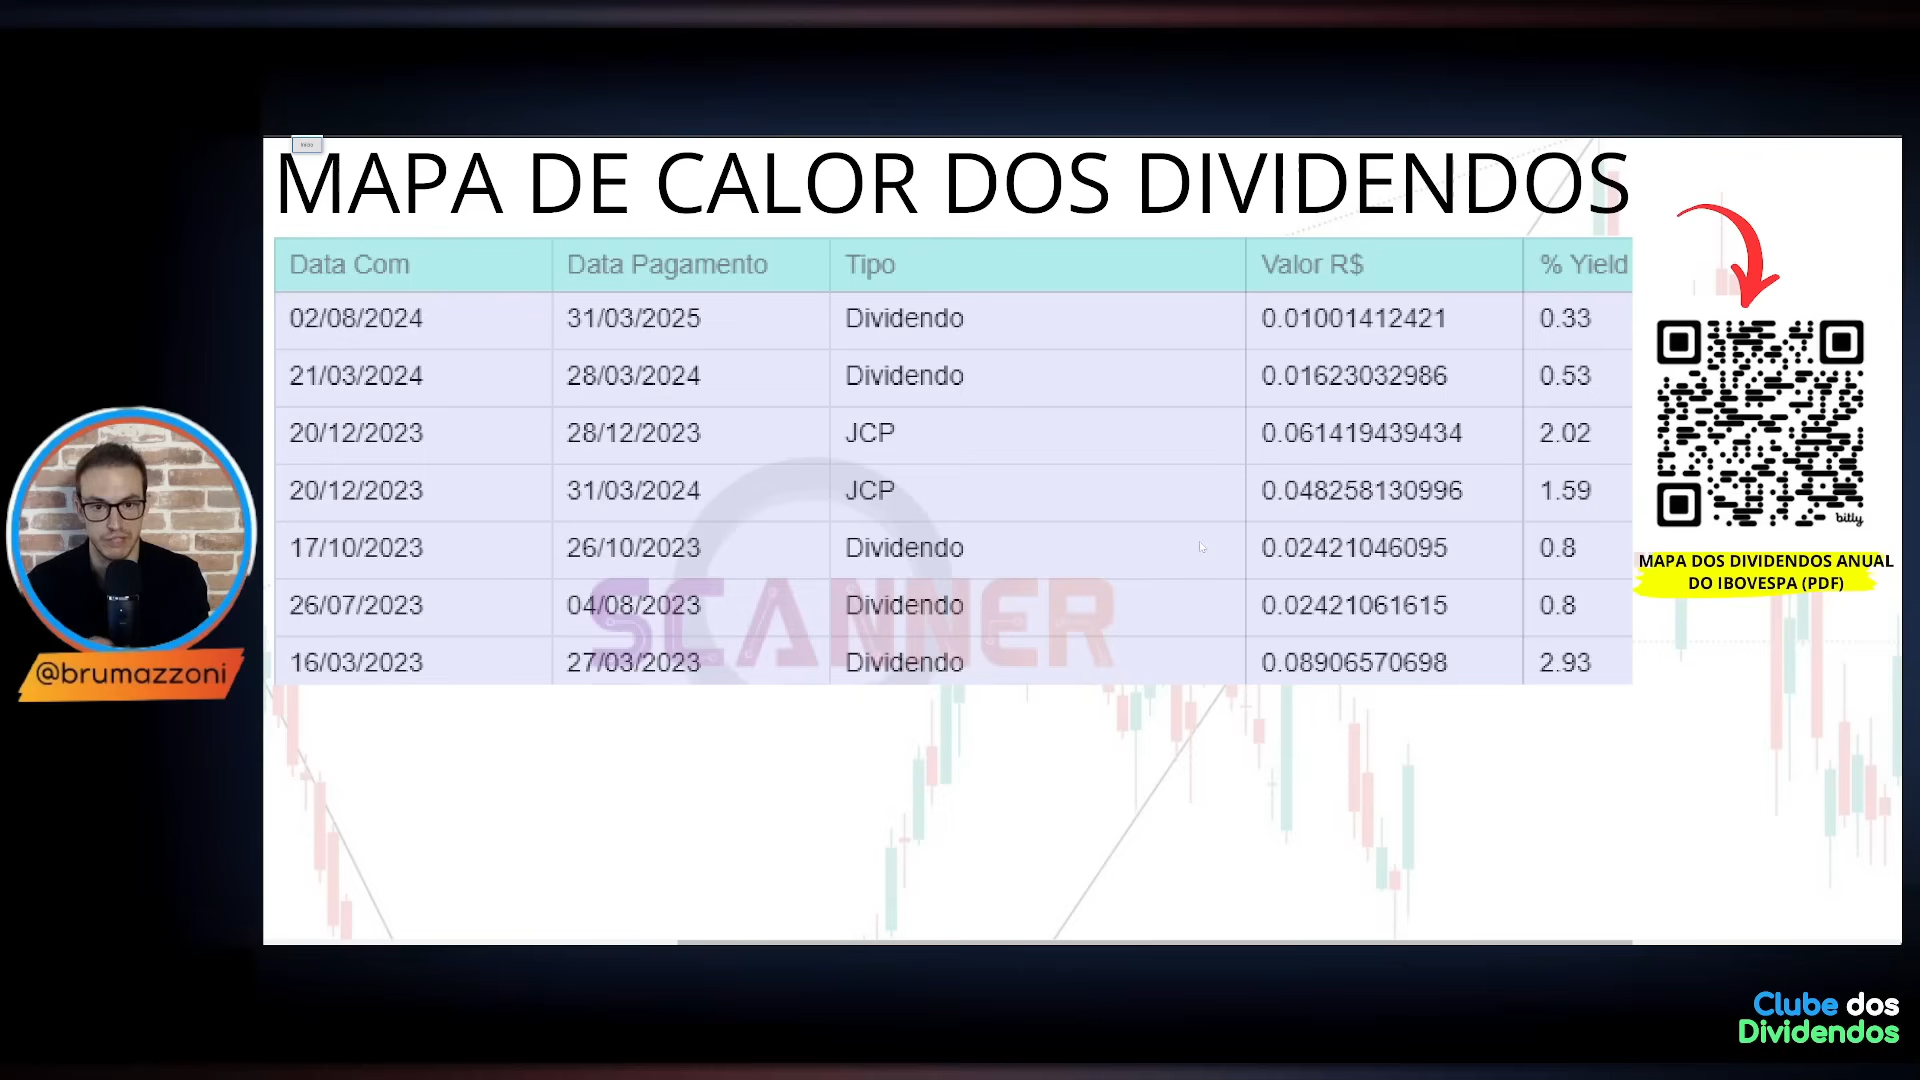 MAPA DE CALOR DOS DIVIDENDOS
Data Com Data Pagamento Tipo Valor R$ % Yield
02/08/2024 31/03/2025 Dividendo 0.01001412421 0.33
21/03/2024 28/03/2024 Dividendo 0.01623032986 0.53
20/12/2023 28/12/2023 JCP 0.061419439434 2.02
20/12/2023 31/03/2024 JCP 0.048258130996 1.59
17/10/2023 26/10/2023 Dividendo 0.02421046095 0.8
26/07/2023 04/08/2023 Dividendo 0.02421061615 0.8
16/03/2023 27/03/2023 Dividendo 0.08906570698 2.93
SCANNER
bitly
MAPA DOS DIVIDENDOS ANUAL
DO IBOVESPA (PDF)
@brumazzoni
Clube dos
Dividendos